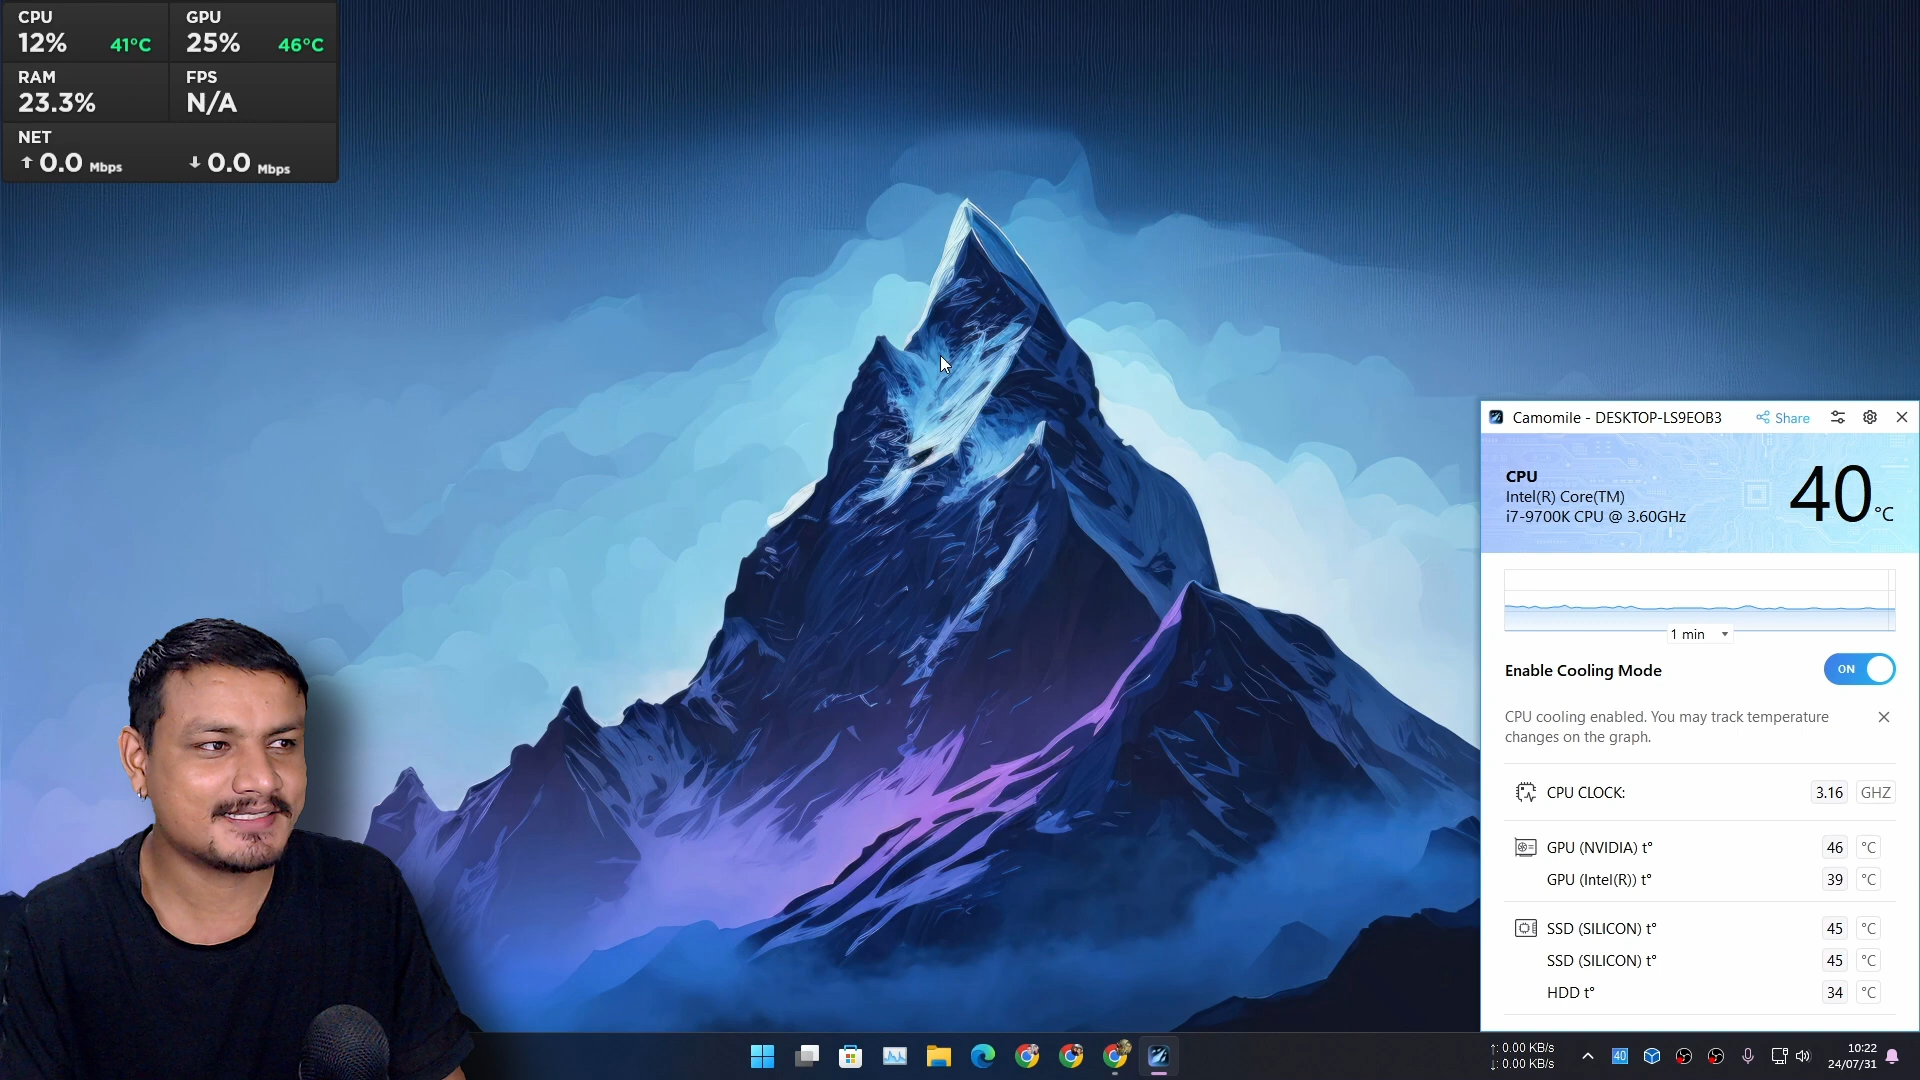 CPU
12% 41°C
GPU
25% 46°C
RAM
23.3%
FPS
N/A
NET
↑ 0.0 Mbps ↓ 0.0 Mbps
Camomile - DESKTOP-LS9EOB3 Share
CPU
Intel(R) Core(TM)
i7-9700K CPU @ 3.60GHz
40°C
1 min
Enable Cooling Mode ON
CPU cooling enabled. You may track temperature
changes on the graph.
CPU CLOCK: 3.16 GHZ
GPU (NVIDIA) t° 46 °C
GPU (Intel(R)) t° 39 °C
SSD (SILICON) t° 45 °C
SSD (SILICON) t° 45 °C
HDD t° 34 °C
↑: 0.00 KB/s
↓: 0.00 KB/s
40
10:22
24/07/31